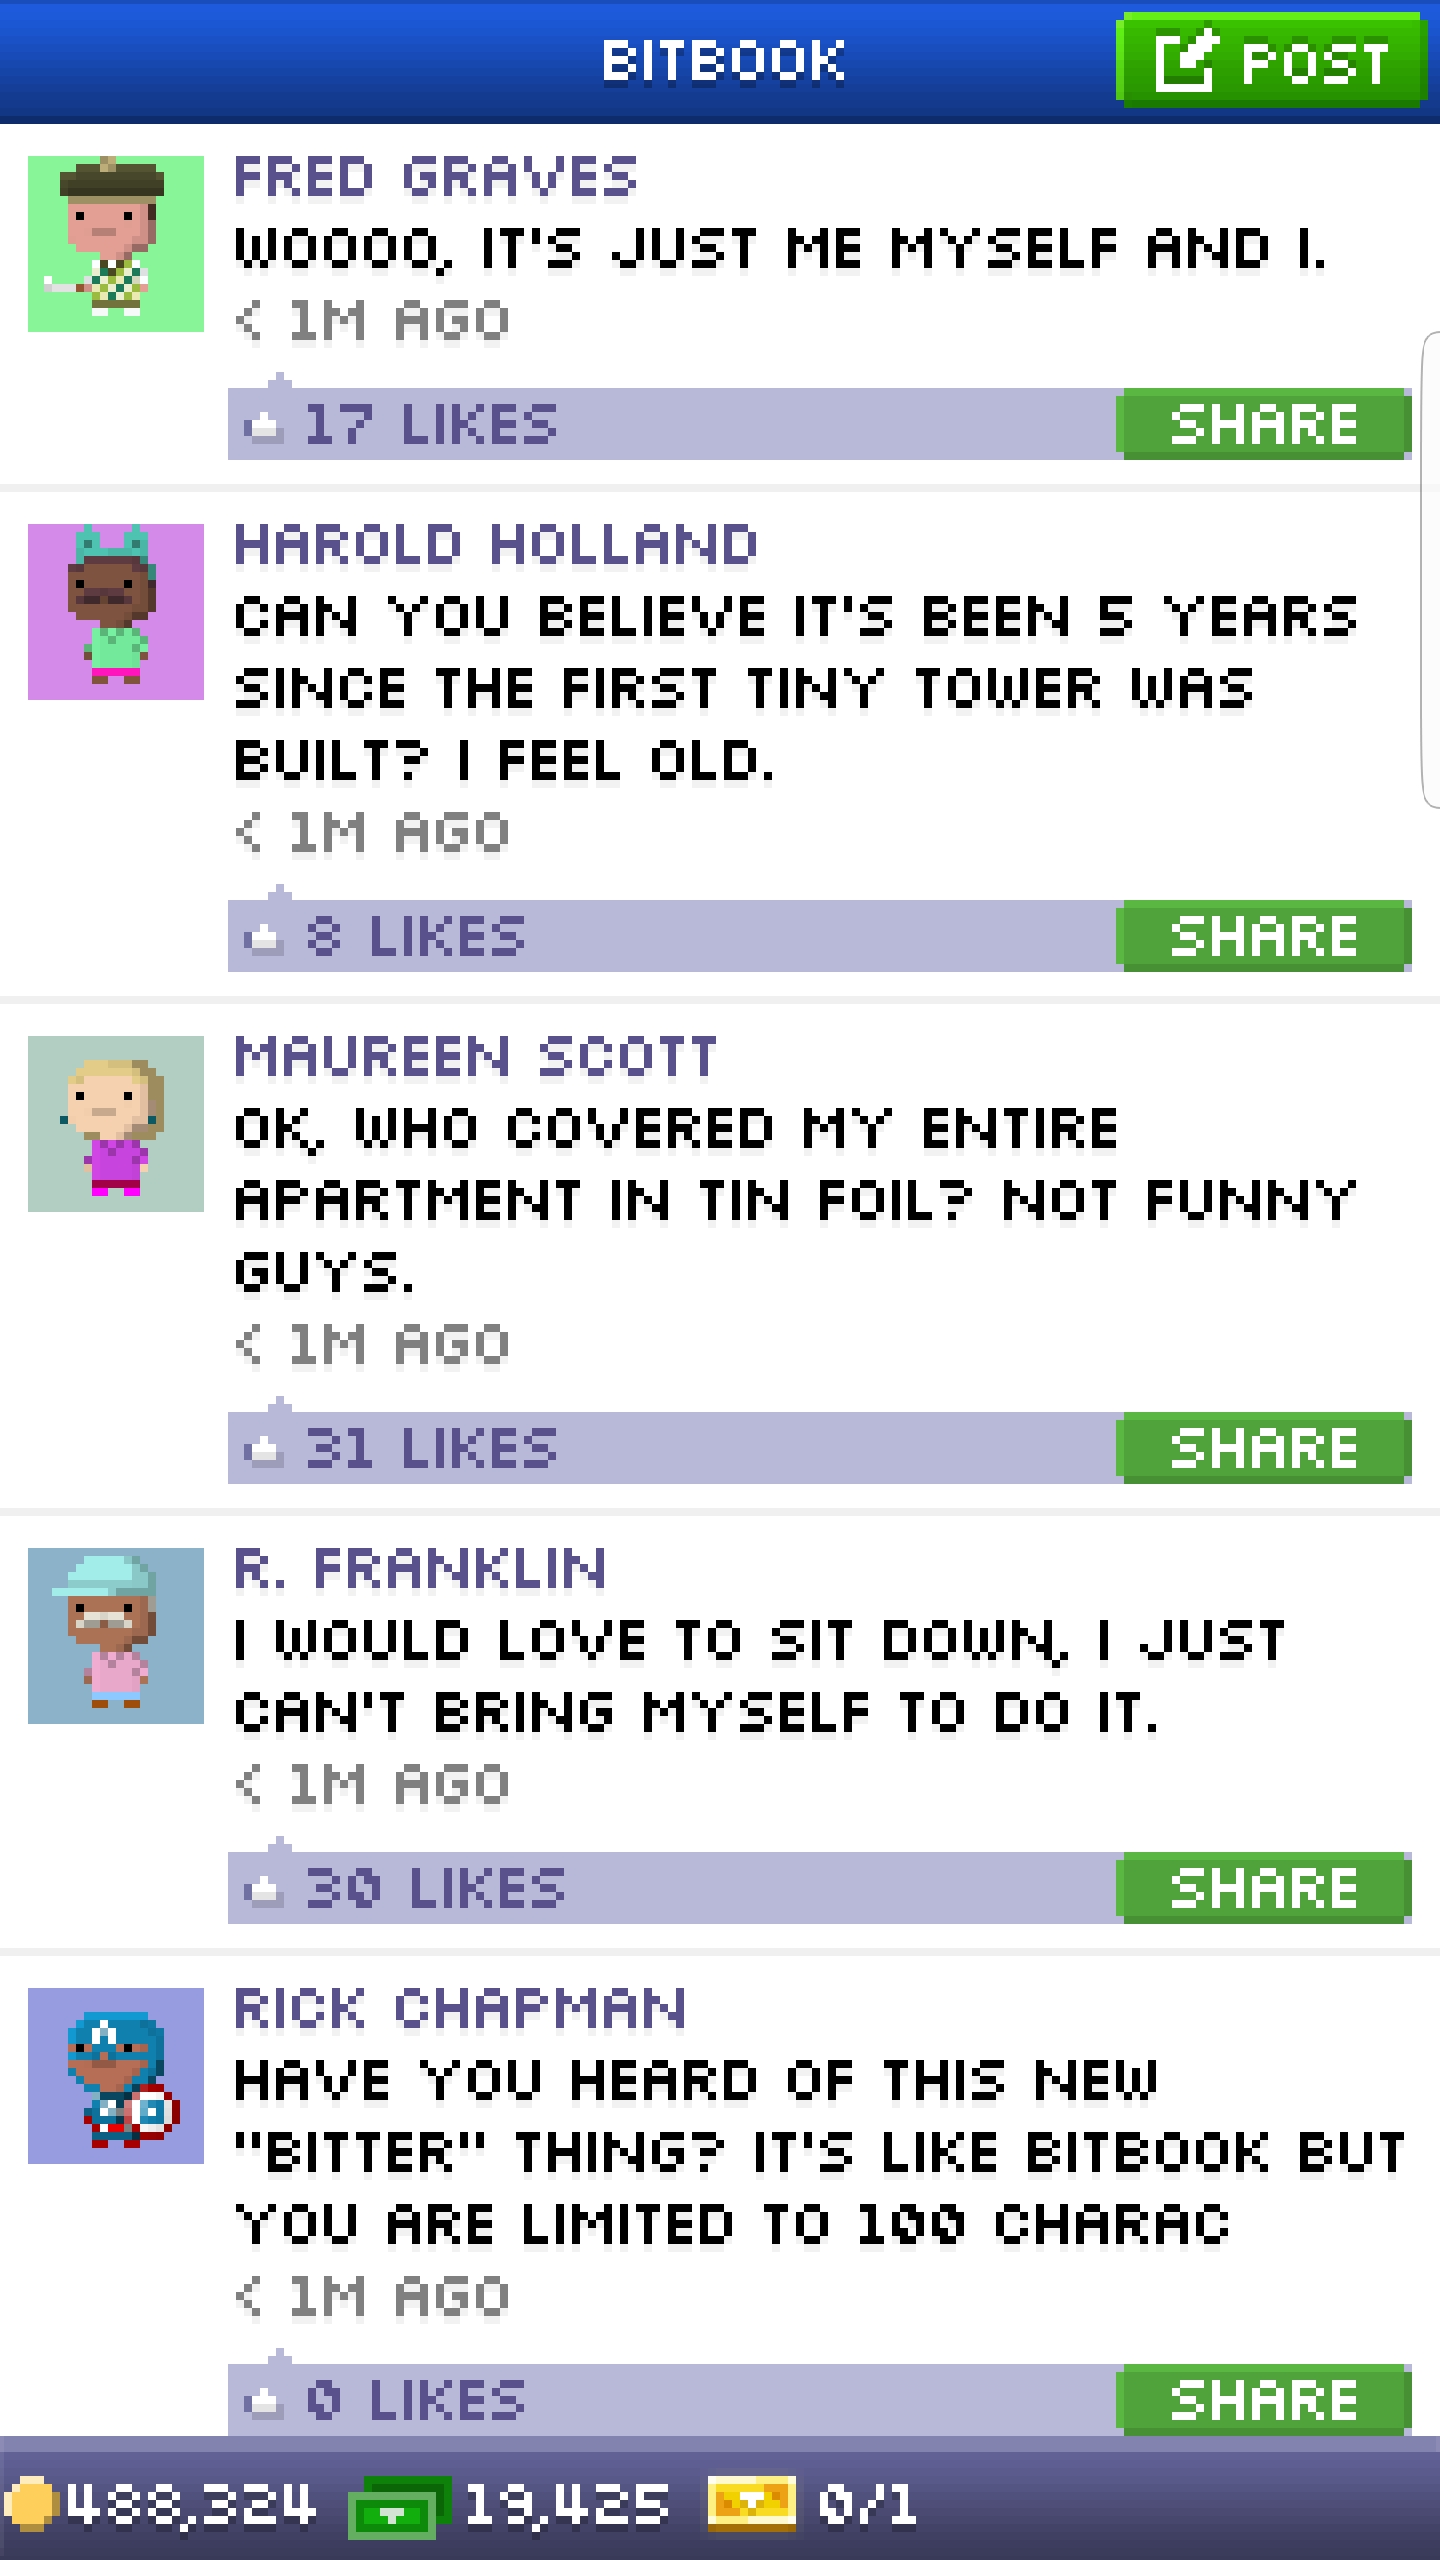 BITBOOK
POST
FRED GRAVES
WOOOO, IT'S JUST ME MYSELF AND I.
< 1M AGO
17 LIKES
SHARE
HAROLD HOLLAND
CAN YOU BELIEVE IT'S BEEN 5 YEARS
SINCE THE FIRST TINY TOWER WAS
BUILT? I FEEL OLD.
< 1M AGO
8 LIKES
SHARE
MAUREEN SCOTT
OK, WHO COVERED MY ENTIRE
APARTMENT IN TIN FOIL? NOT FUNNY
GUYS.
< 1M AGO
31 LIKES
SHARE
R. FRANKLIN
I WOULD LOVE TO SIT DOWN, I JUST
CAN'T BRING MYSELF TO DO IT.
< 1M AGO
30 LIKES
SHARE
RICK CHAPMAN
HAVE YOU HEARD OF THIS NEW
"BITTER" THING? IT'S LIKE BITBOOK BUT
YOU ARE LIMITED TO 100 CHARAC
< 1M AGO
0 LIKES
SHARE
488,324 19,425 0/1